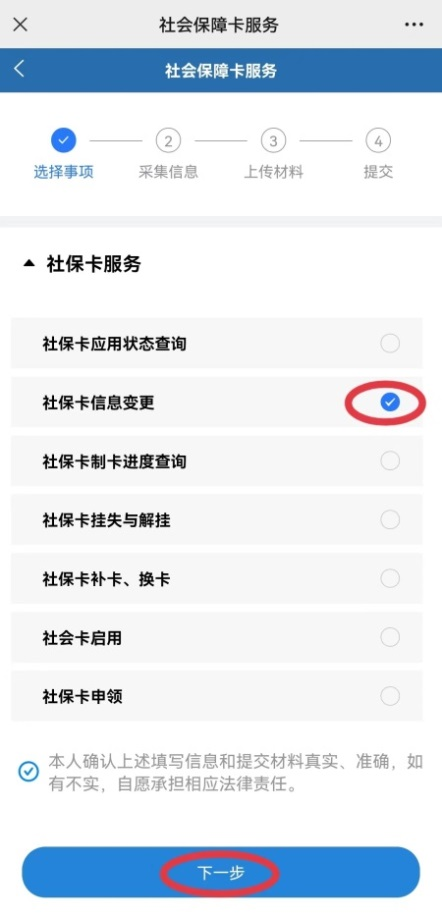 社会保障卡服务
社会保障卡服务
2
3
4
选择事项
采集信息
上传材料
提交
社保卡服务
社保卡应用状态查询
社保卡信息变更
社保卡制卡进度查询
社保卡挂失与解挂
社保卡补卡、换卡
社会卡启用
社保卡申领
本人确认上述填写信息和提交材料真实、准确，如
有不实，自愿承担相应法律责任。
下一步